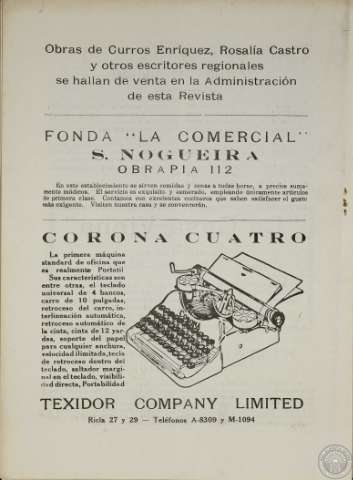 Obras de Curros Enriquez, Rosalía Castro
y otros escritores regionales
se hallan de venta en la Administración
de esta Revista
FONDA "LA COMERCIAL"
S. NOGUEIRA
OBRAPIA 112
En este establecimiento se sirven comidas y cenas a todas horas, a precios suma-
mente módicos. El servicio es exquisito y esmerado, empleando únicamente artículos
de primera clase. Contamos con excelentes cocineros que saben satisfacer el gusto
más exigente. Visiten nuestra casa y se convencerán.
CORONA CUATRO
La primera máquina
standard de oficina que
es realmente Portatil
Sus características son
entre otras, el teclado
universal de 4 bancos,
carro de 10 pulgadas,
retroceso del carro, in-
terlineación automática,
retroceso automático de
la cinta, cinta de 12 yar-
das, soporte del papel
para cualquier anchura,
velocidad ilimitada, tecla
de retroceso dentro del
teclado, saltador margi-
nal en el teclado, visibili-
dad directa, Portabilidad
TEXIDOR COMPANY LIMITED
Ricla 27 y 29 — Teléfonos A-8309 y M-1094